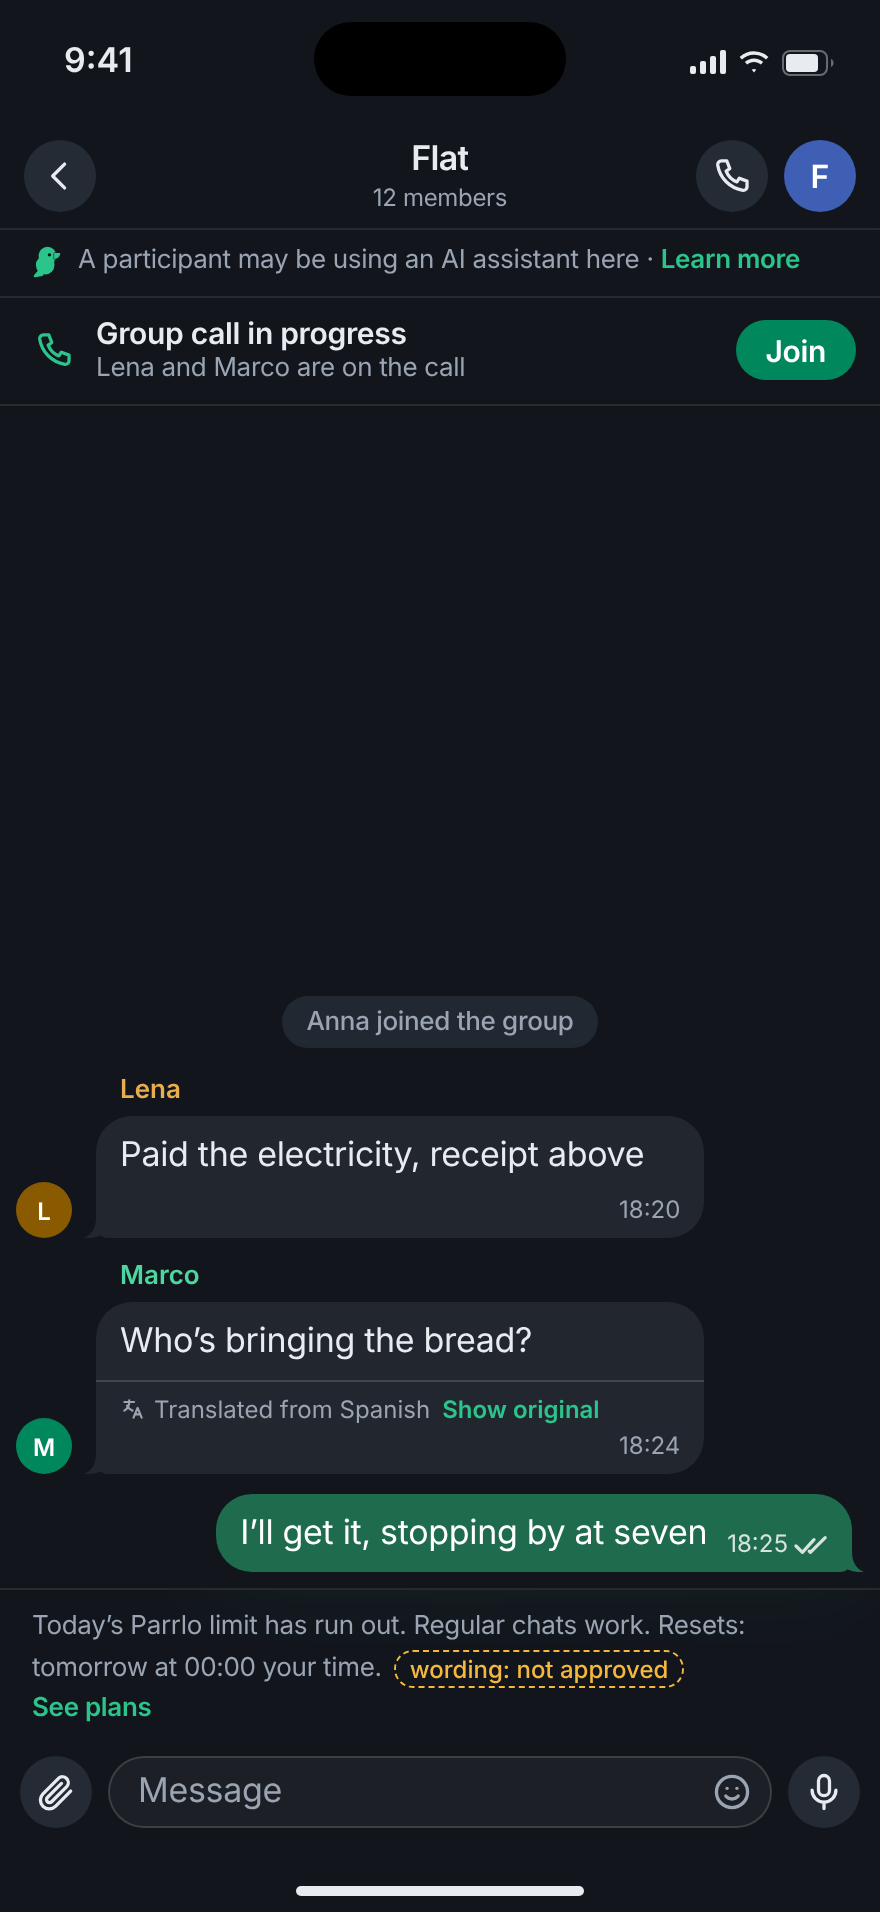 9:41
Flat
12 members
F
A participant may be using an AI assistant here · Learn more
Group call in progress
Lena and Marco are on the call
Join
Anna joined the group
Lena
Paid the electricity, receipt above
18:20
L
Marco
Who’s bringing the bread?
Translated from Spanish Show original
18:24
M
I’ll get it, stopping by at seven 18:25
Today’s Parrlo limit has run out. Regular chats work. Resets:
tomorrow at 00:00 your time. wording: not approved
See plans
Message